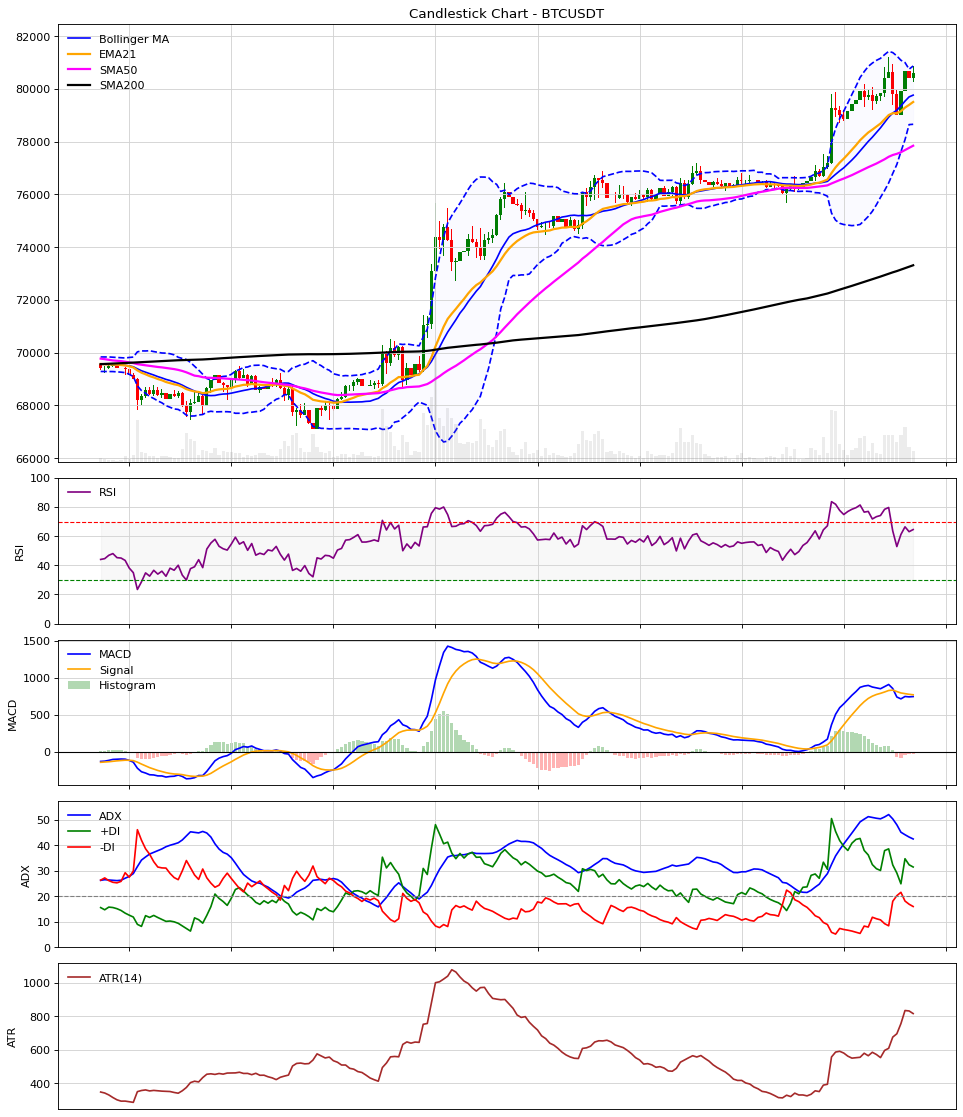 Candlestick Chart - BTCUSDT
82000
80000
78000
76000
74000
72000
70000
68000
66000
Bollinger MA
EMA21
SMA50
SMA200
100
80
60
40
20
0
RSI
RSI
1500
1000
500
0
MACD
MACD
Signal
Histogram
50
40
30
20
10
0
ADX
ADX
+DI
-DI
1000
800
600
400
ATR
ATR(14)